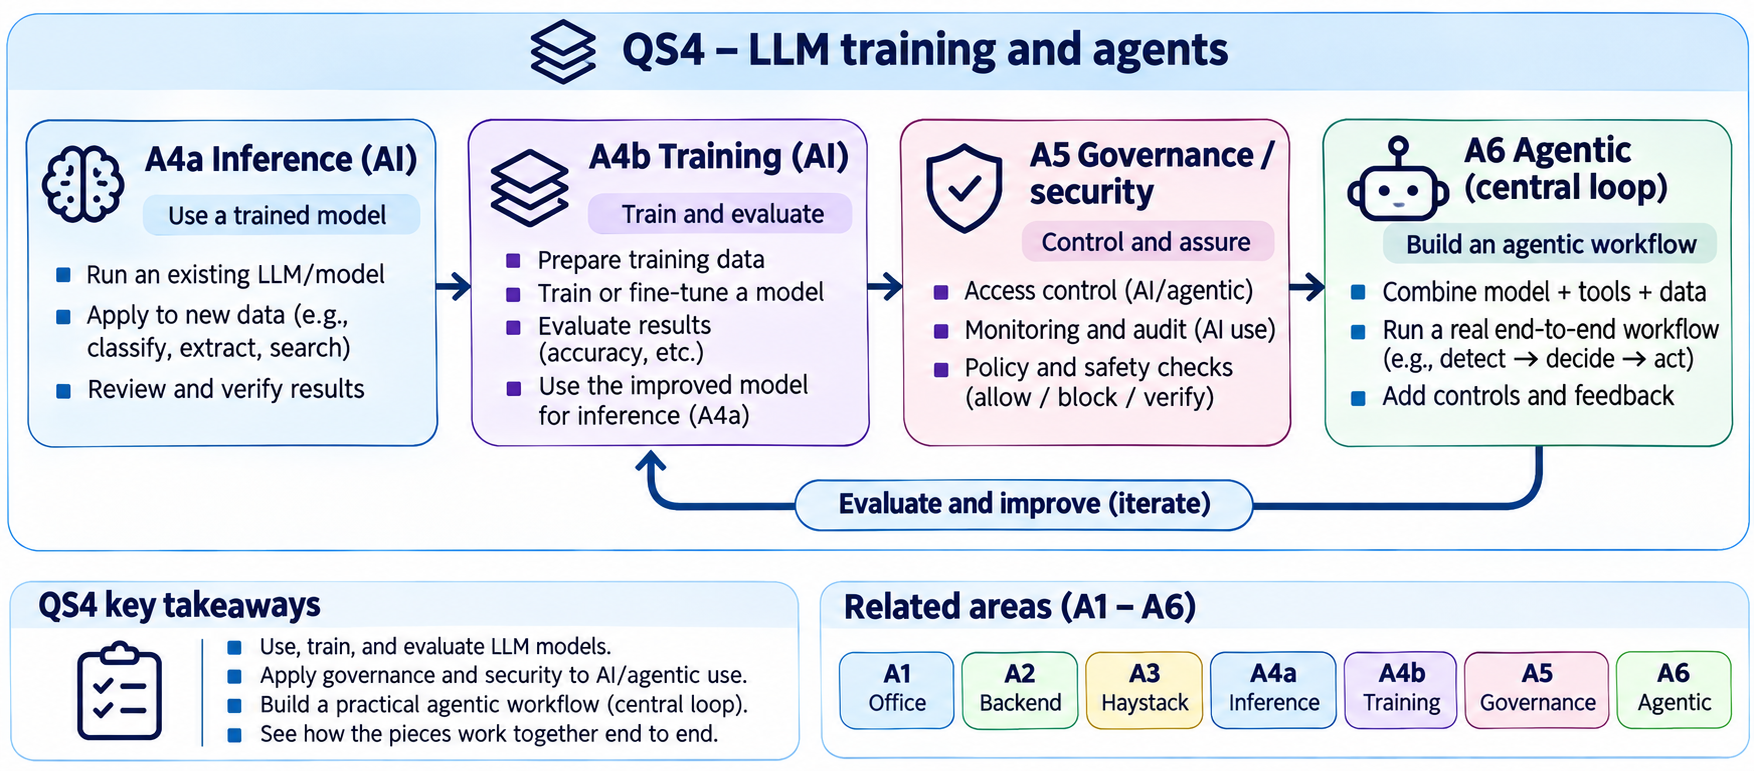 QS4 – LLM training and agents
A4a Inference (AI)
Use a trained model
Run an existing LLM/model
Apply to new data (e.g.,
classify, extract, search)
Review and verify results
A4b Training (AI)
Train and evaluate
Prepare training data
Train or fine-tune a model
Evaluate results
(accuracy, etc.)
Use the improved model
for inference (A4a)
A5 Governance /
security
Control and assure
Access control (AI/agentic)
Monitoring and audit (AI use)
Policy and safety checks
(allow / block / verify)
A6 Agentic
(central loop)
Build an agentic workflow
Combine model + tools + data
Run a real end-to-end workflow
(e.g., detect → decide → act)
Add controls and feedback
Evaluate and improve (iterate)
QS4 key takeaways
Use, train, and evaluate LLM models.
Apply governance and security to AI/agentic use.
Build a practical agentic workflow (central loop).
See how the pieces work together end to end.
Related areas (A1 – A6)
A1
Office
A2
Backend
A3
Haystack
A4a
Inference
A4b
Training
A5
Governance
A6
Agentic